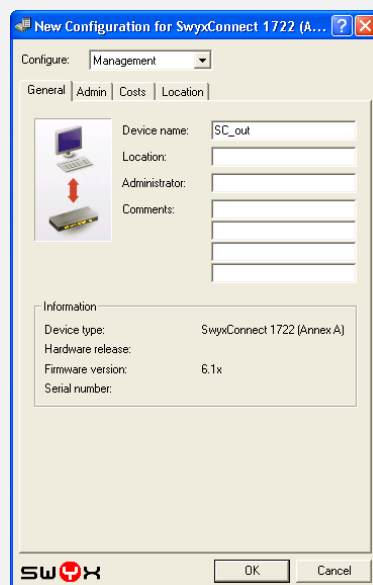 New Configuration for SwyxConnect 1722 (A...
Configure: Management
General Admin Costs Location
Device name: SC_out
Location:
Administrator:
Comments:
Information
Device type: SwyxConnect 1722 (Annex A)
Hardware release:
Firmware version: 6.1x
Serial number:
swyx OK Cancel